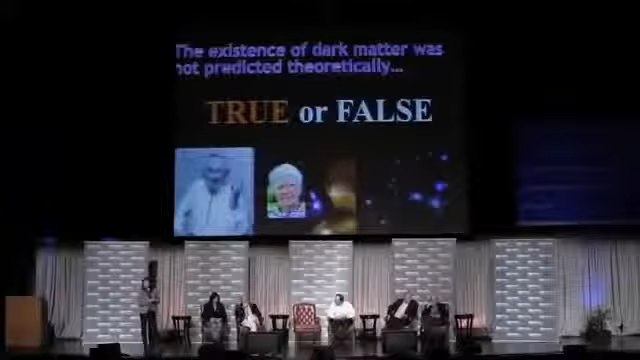 The existence of dark matter was
not predicted theoretically...
TRUE or FALSE